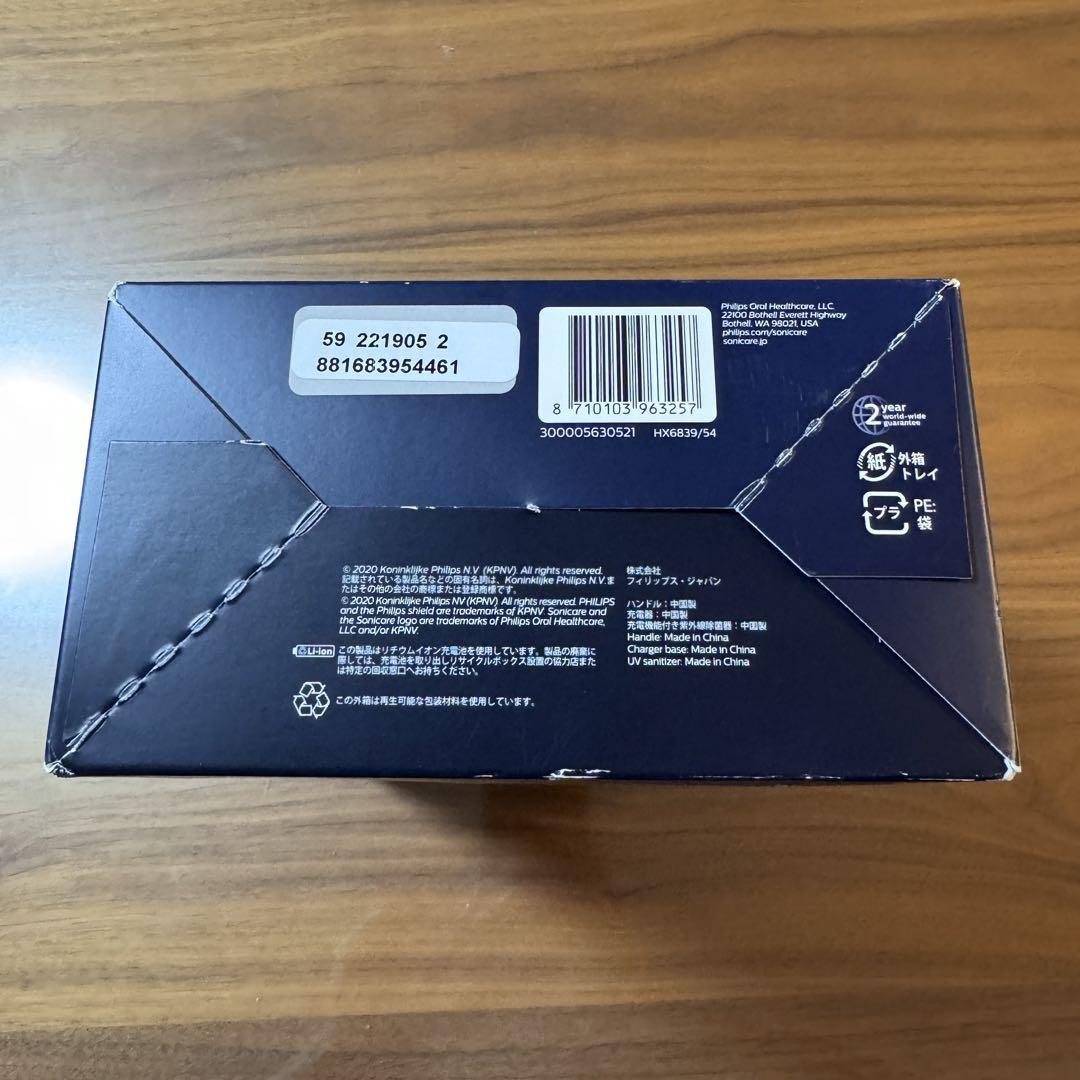 59 221905 2
881683954461
8 710103 963257
300005630521 HX6839/54
Philips Oral Healthcare, LLC.
22100 Bothell Everett Highway
Bothell, WA 98021, USA
philips.com/sonicare
sonicare.jp
2 year
world-wide
guarantee
紙 外箱
トレイ
プラ PE:
袋
© 2020 Koninklijke Philips N.V (KPNV). All rights reserved.
記載されている製品名などの固有名詞は、Koninklijke Philips N.V.ま
たはその他の会社の商標または登録商標です。
© 2020 Koninklijke Philips NV (KPNV). All rights reserved. PHILIPS
and the Philips shield are trademarks of KPNV. Sonicare and
the Sonicare logo are trademarks of Philips Oral Healthcare,
LLC and/or KPNV.
Li-ion この製品はリチウムイオン充電池を使用しています。製品の廃棄に
際しては、充電池を取り出しリサイクルボックス設置の協力店また
は特定の回収窓口へお持ちください。
この外箱は再生可能な包装材料を使用しています。
株式会社
フィリップス・ジャパン
ハンドル：中国製
充電器：中国製
充電機能付き紫外線除菌器：中国製
Handle: Made in China
Charger base: Made in China
UV sanitizer: Made in China